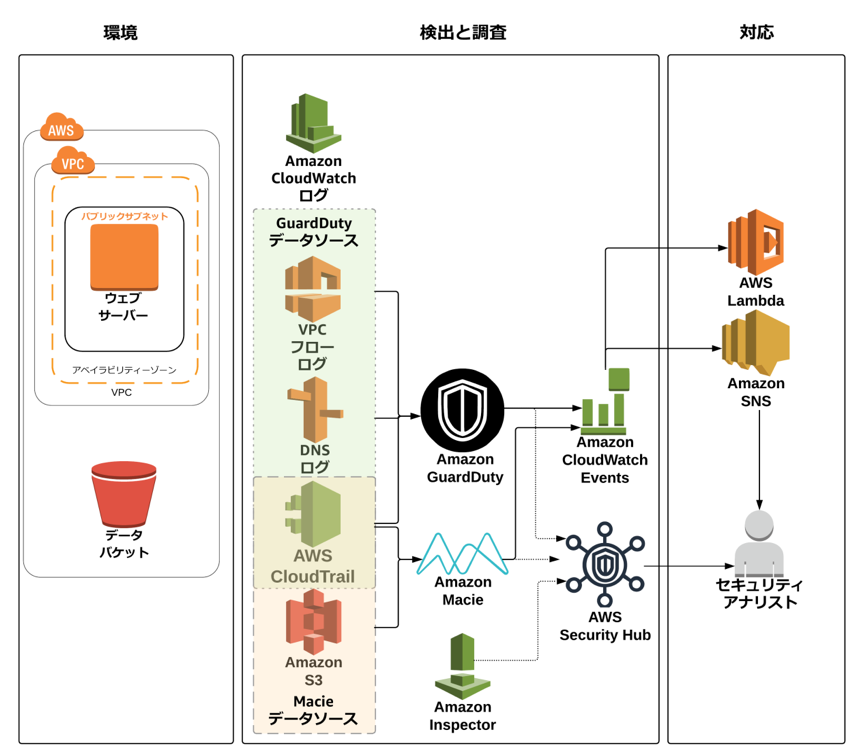 環境
検出と調査
対応
AWS
VPC
パブリックサブネット
ウェブ
サーバー
アベイラビリティーゾーン
VPC
データ
バケット
Amazon
CloudWatch
ログ
GuardDuty
データソース
VPC
フロー
ログ
DNS
ログ
AWS
CloudTrail
Amazon
S3
Macie
データソース
Amazon
GuardDuty
Amazon
Macie
Amazon
Inspector
Amazon
CloudWatch
Events
AWS
Security Hub
AWS
Lambda
Amazon
SNS
セキュリティ
アナリスト